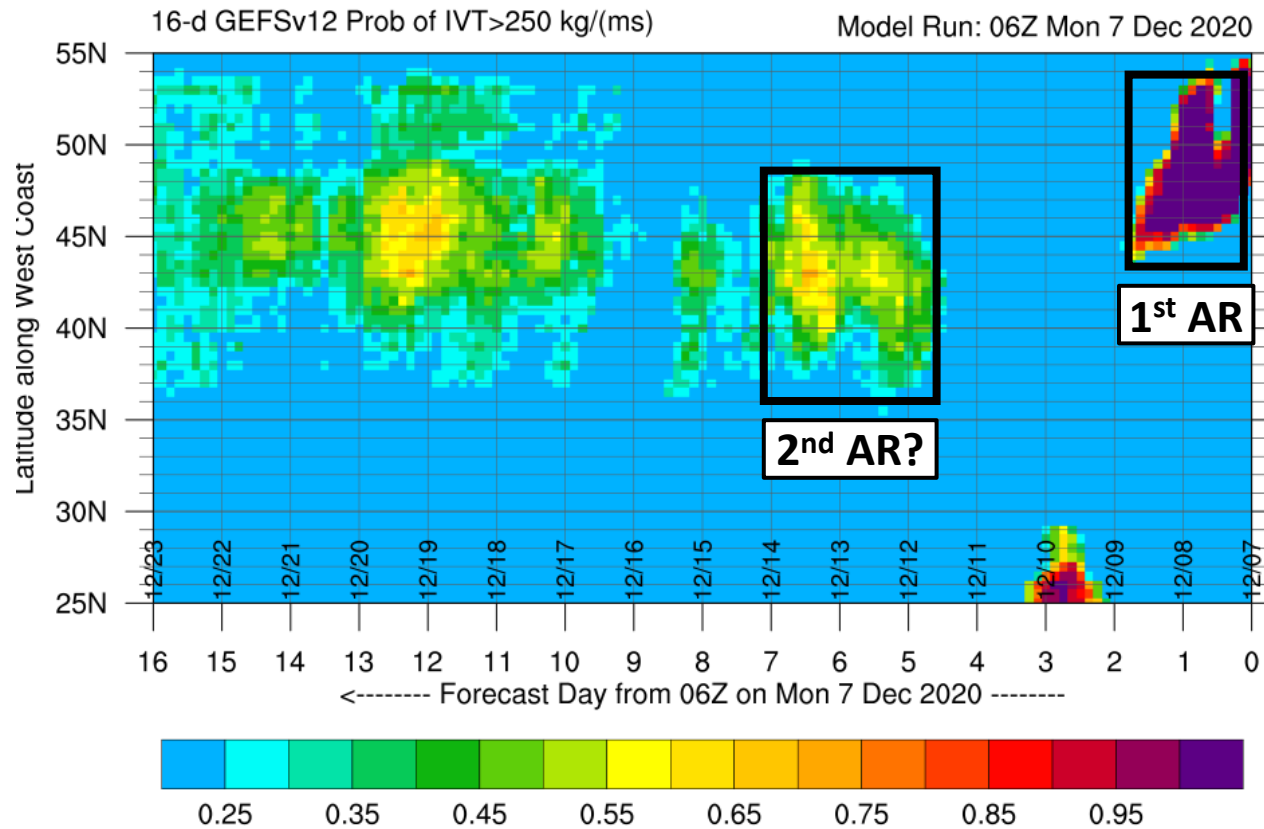 16-d GEFSv12 Prob of IVT>250 kg/(ms)
Model Run: 06Z Mon 7 Dec 2020
Latitude along West Coast
55N
50N
45N
40N
35N
30N
25N
1st AR
2nd AR?
12/23 12/22 12/21 12/20 12/19 12/18 12/17 12/16 12/15 12/14 12/13 12/12 12/11 12/10 12/09 12/08 12/07
16 15 14 13 12 11 10 9 8 7 6 5 4 3 2 1 0
<-------- Forecast Day from 06Z on Mon 7 Dec 2020 --------
0.25 0.35 0.45 0.55 0.65 0.75 0.85 0.95